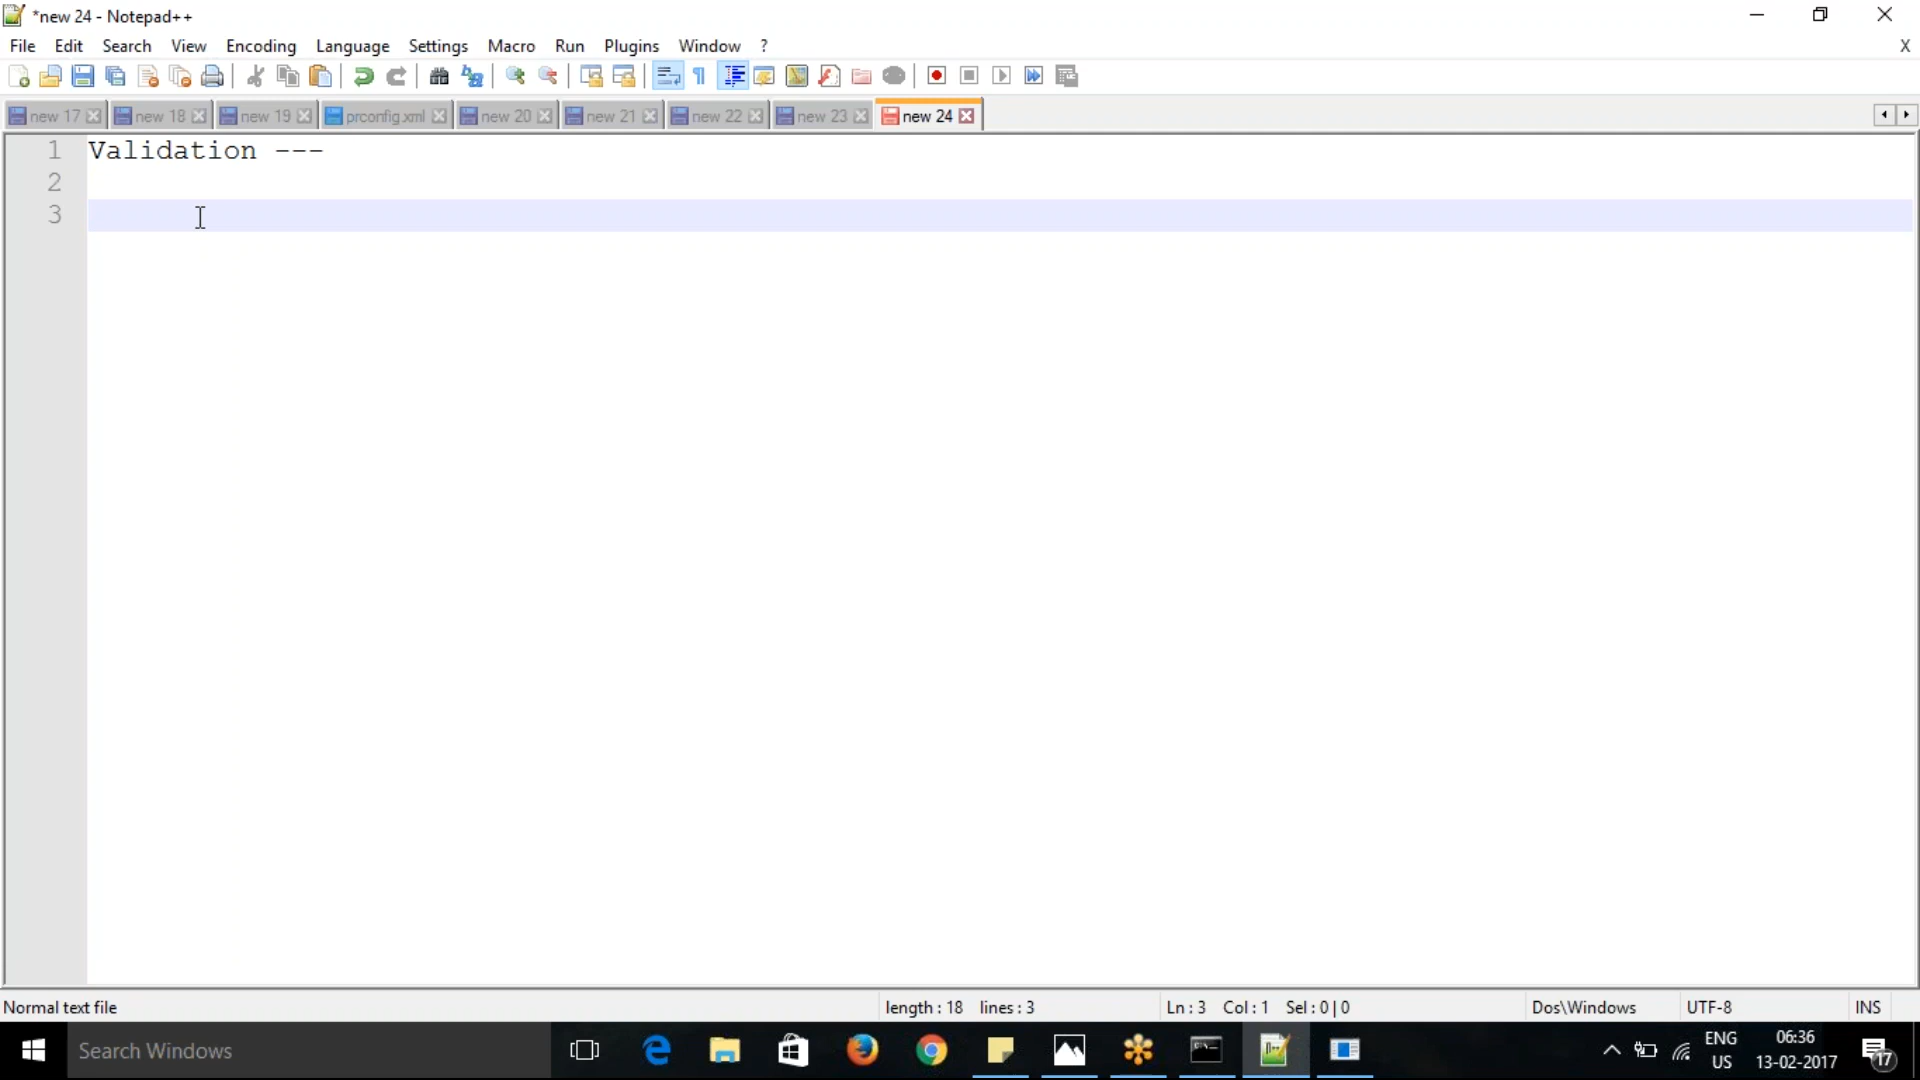 *new 24 - Notepad++
File Edit Search View Encoding Language Settings Macro Run Plugins Window ? X
new 17 new 18 new 19 prconfig.xml new 20 new 21 new 22 new 23 new 24
1 Validation ---
2
3
Normal text file length : 18 lines : 3 Ln : 3 Col : 1 Sel : 0 | 0 Dos\Windows UTF-8 INS
Search Windows ENG US 06:36 13-02-2017 17